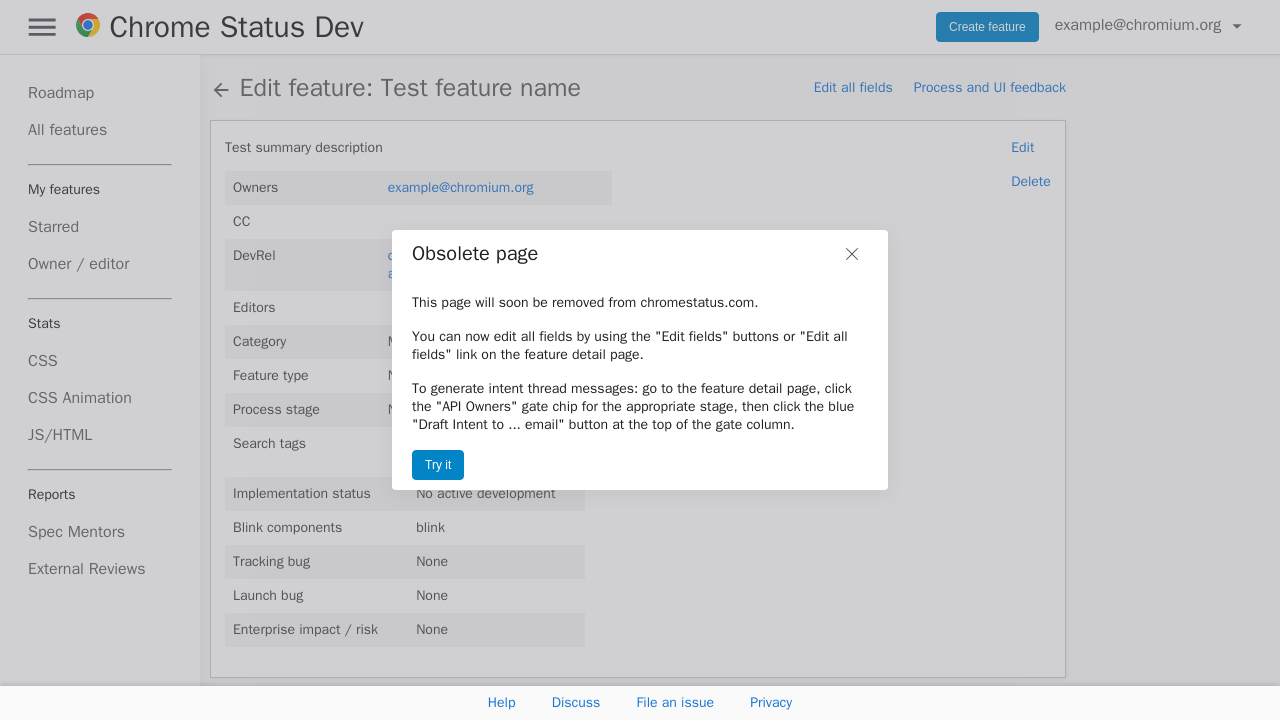 Chrome Status Dev
Create feature
example@chromium.org
Roadmap
All features
My features
Starred
Owner / editor
Stats
CSS
CSS Animation
JS/HTML
Reports
Spec Mentors
External Reviews
Edit feature: Test feature name
Edit all fields
Process and UI feedback
Test summary description
Edit
Delete
Owners example@chromium.org
CC
DevRel
Editors
Category
Feature type
Process stage
Search tags
Implementation status No active development
Blink components blink
Tracking bug None
Launch bug None
Enterprise impact / risk None
Obsolete page
This page will soon be removed from chromestatus.com.
You can now edit all fields by using the "Edit fields" buttons or "Edit all
fields" link on the feature detail page.
To generate intent thread messages: go to the feature detail page, click
the "API Owners" gate chip for the appropriate stage, then click the blue
"Draft Intent to ... email" button at the top of the gate column.
Try it
Help Discuss File an issue Privacy